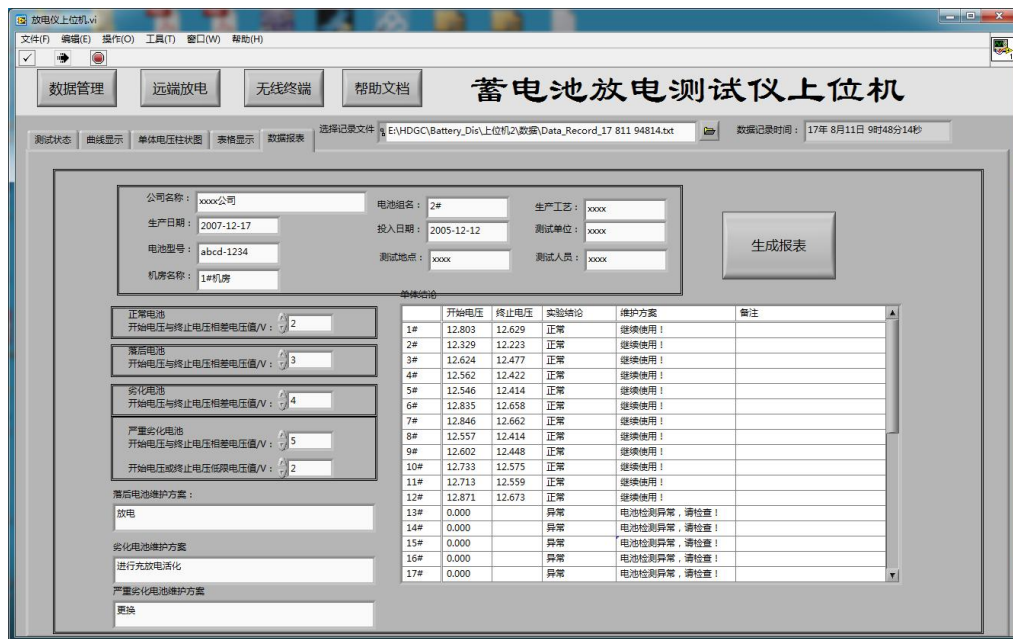 放电仪上位机.vi
文件(F) 编辑(E) 操作(O) 工具(T) 窗口(W) 帮助(H)
数据管理 远端放电 无线终端 帮助文档 蓄电池放电测试仪上位机
测试状态 曲线显示 单体电压柱状图 表格显示 数据报表 选择记录文件 E:\HDGC\Battery_Dis\上位机2\数据\Data_Record_17 811 94814.txt 数据记录时间： 17年 8月11日 9时48分14秒
公司名称： xxxx公司 电池组名： 2# 生产工艺： xxxx
生产日期： 2007-12-17 投入日期： 2005-12-12 测试单位： xxxx
电池型号： abcd-1234 测试地点： xxxx 测试人员： xxxx
机房名称： 1#机房
生成报表
正常电池
开始电压与终止电压相差电压值/V： 2
落后电池
开始电压与终止电压相差电压值/V： 3
劣化电池
开始电压与终止电压相差电压值/V： 4
严重劣化电池
开始电压与终止电压相差电压值/V： 5
开始电压或终止电压低限电压值/V： 2
落后电池维护方案：
放电
劣化电池维护方案
进行充放电活化
严重劣化电池维护方案
更换
单体结论
开始电压 终止电压 实验结论 维护方案 备注
1# 12.803 12.629 正常 继续使用！
2# 12.329 12.223 正常 继续使用！
3# 12.624 12.477 正常 继续使用！
4# 12.562 12.422 正常 继续使用！
5# 12.546 12.414 正常 继续使用！
6# 12.835 12.658 正常 继续使用！
7# 12.846 12.662 正常 继续使用！
8# 12.557 12.414 正常 继续使用！
9# 12.602 12.448 正常 继续使用！
10# 12.733 12.575 正常 继续使用！
11# 12.713 12.559 正常 继续使用！
12# 12.871 12.673 正常 继续使用！
13# 0.000 异常 电池检测异常，请检查！
14# 0.000 异常 电池检测异常，请检查！
15# 0.000 异常 电池检测异常，请检查！
16# 0.000 异常 电池检测异常，请检查！
17# 0.000 异常 电池检测异常，请检查！